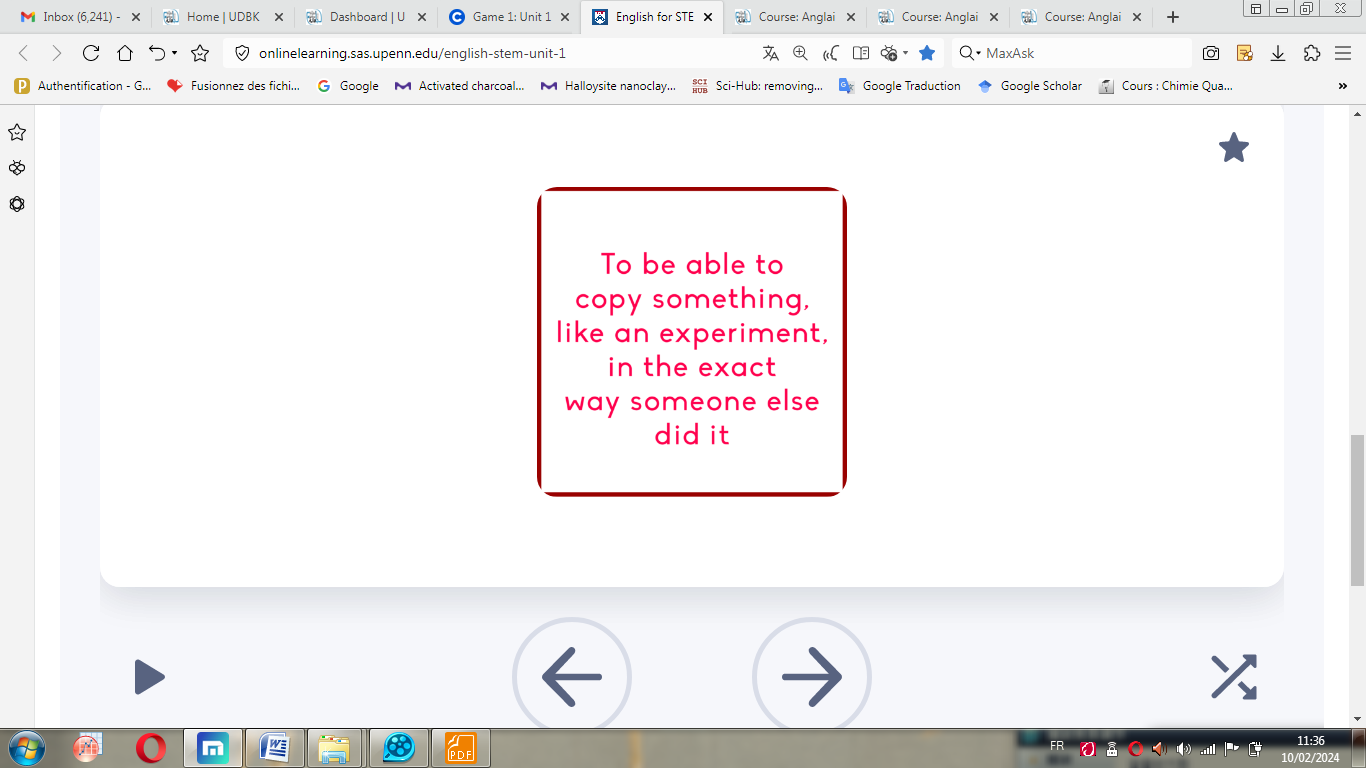 Inbox (6,241) -
Home | UDBK
Dashboard | U
Game 1: Unit 1
English for STE
Course: Anglai
Course: Anglai
Course: Anglai
onlinelearning.sas.upenn.edu/english-stem-unit-1
MaxAsk
Authentification - G...
Fusionnez des fichi...
Google
Activated charcoal...
Halloysite nanoclay...
SCI
HUB
Sci-Hub: removing...
Google Traduction
Google Scholar
Cours : Chimie Qua...
To be able to
copy something,
like an experiment,
in the exact
way someone else
did it
PDF
FR
11:36
10/02/2024